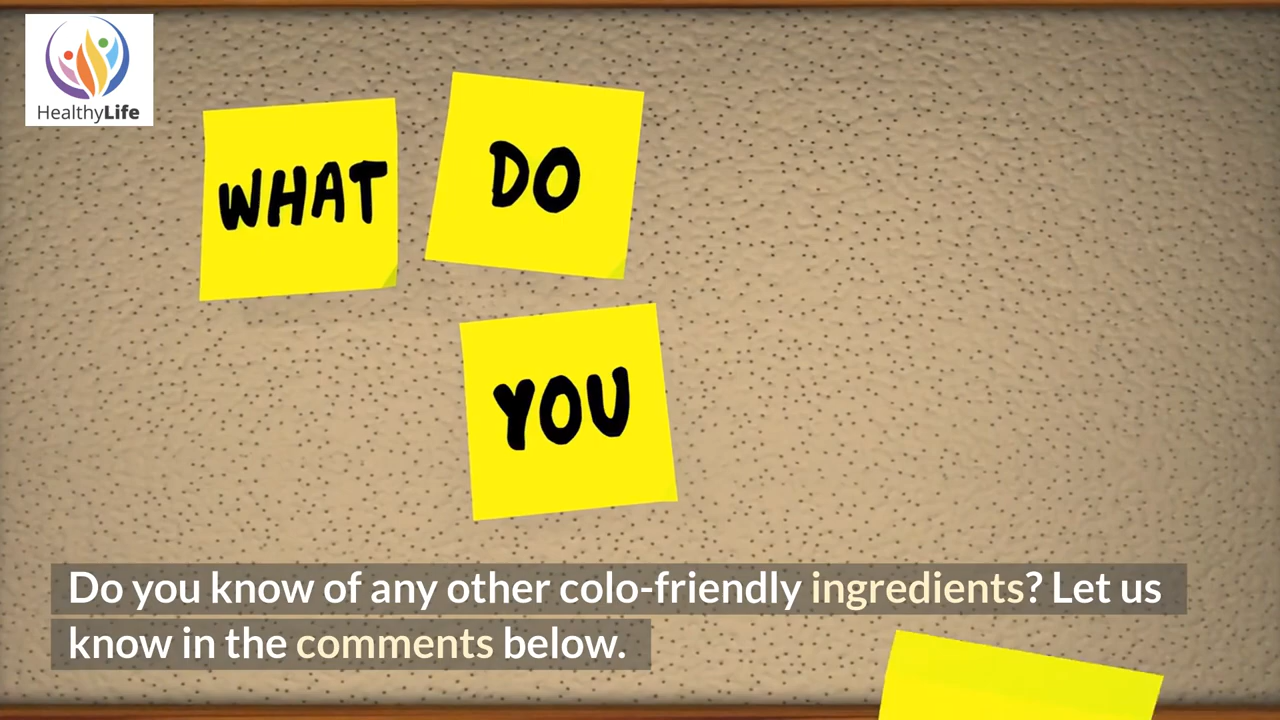 HealthyLife
WHAT
DO
YOU
Do you know of any other colo-friendly ingredients? Let us
know in the comments below.